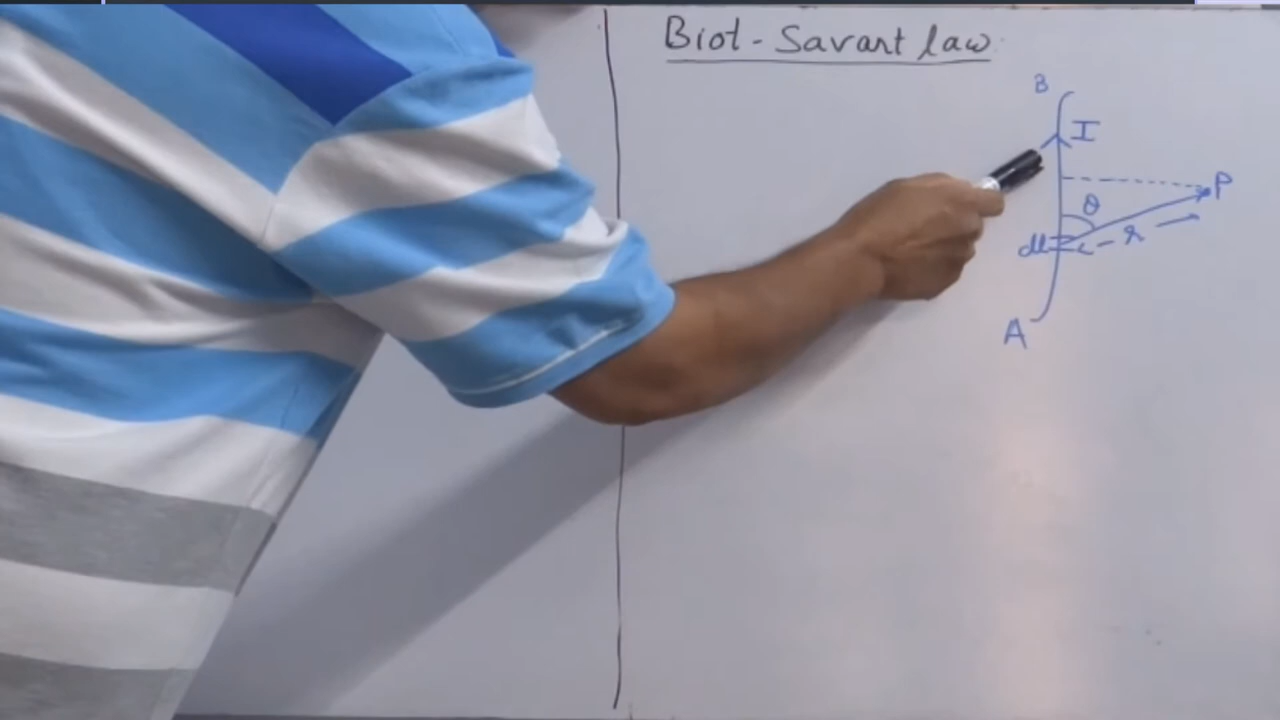 Biot - Savart law
B
I
P
θ
dl
r
A